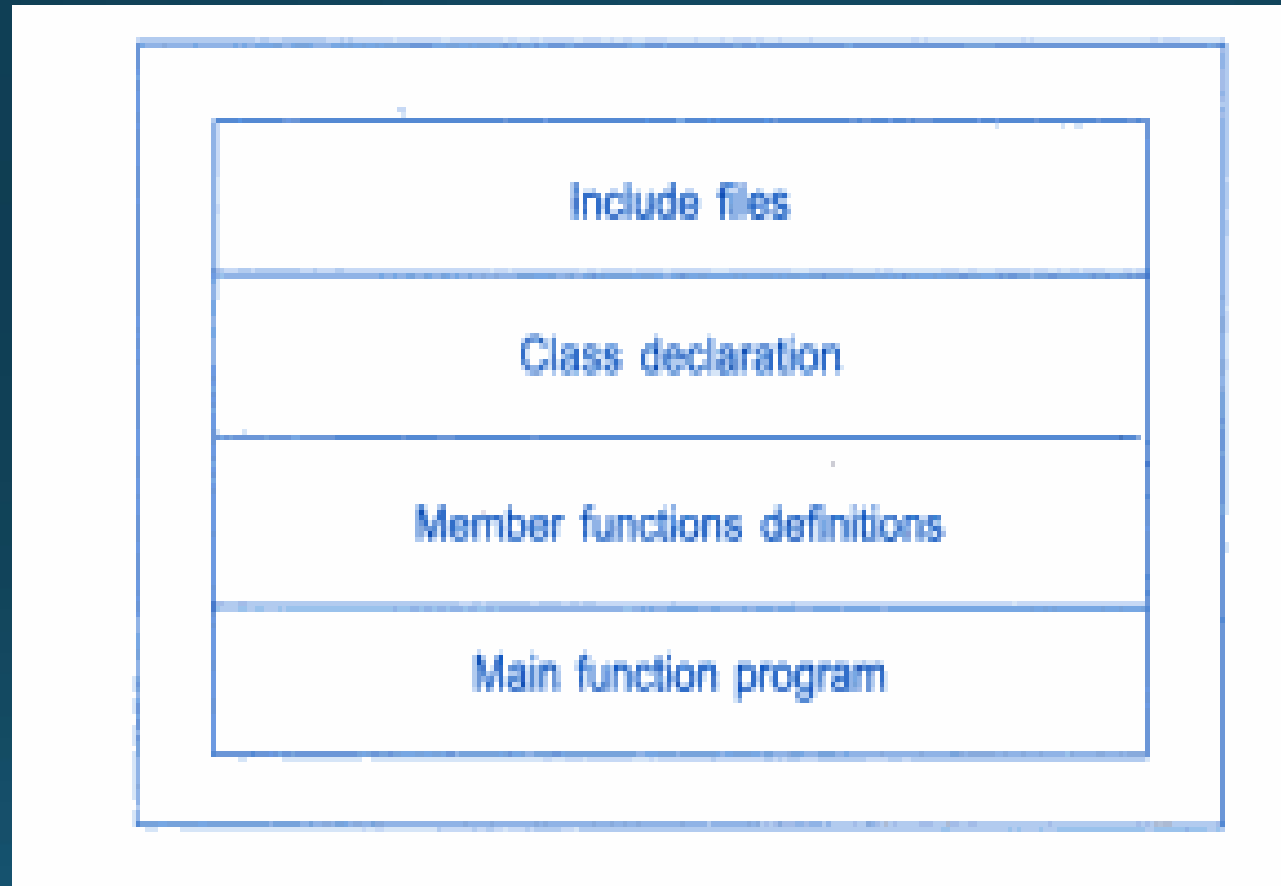 Include files
Class declaration
Member functions definitions
Main function program